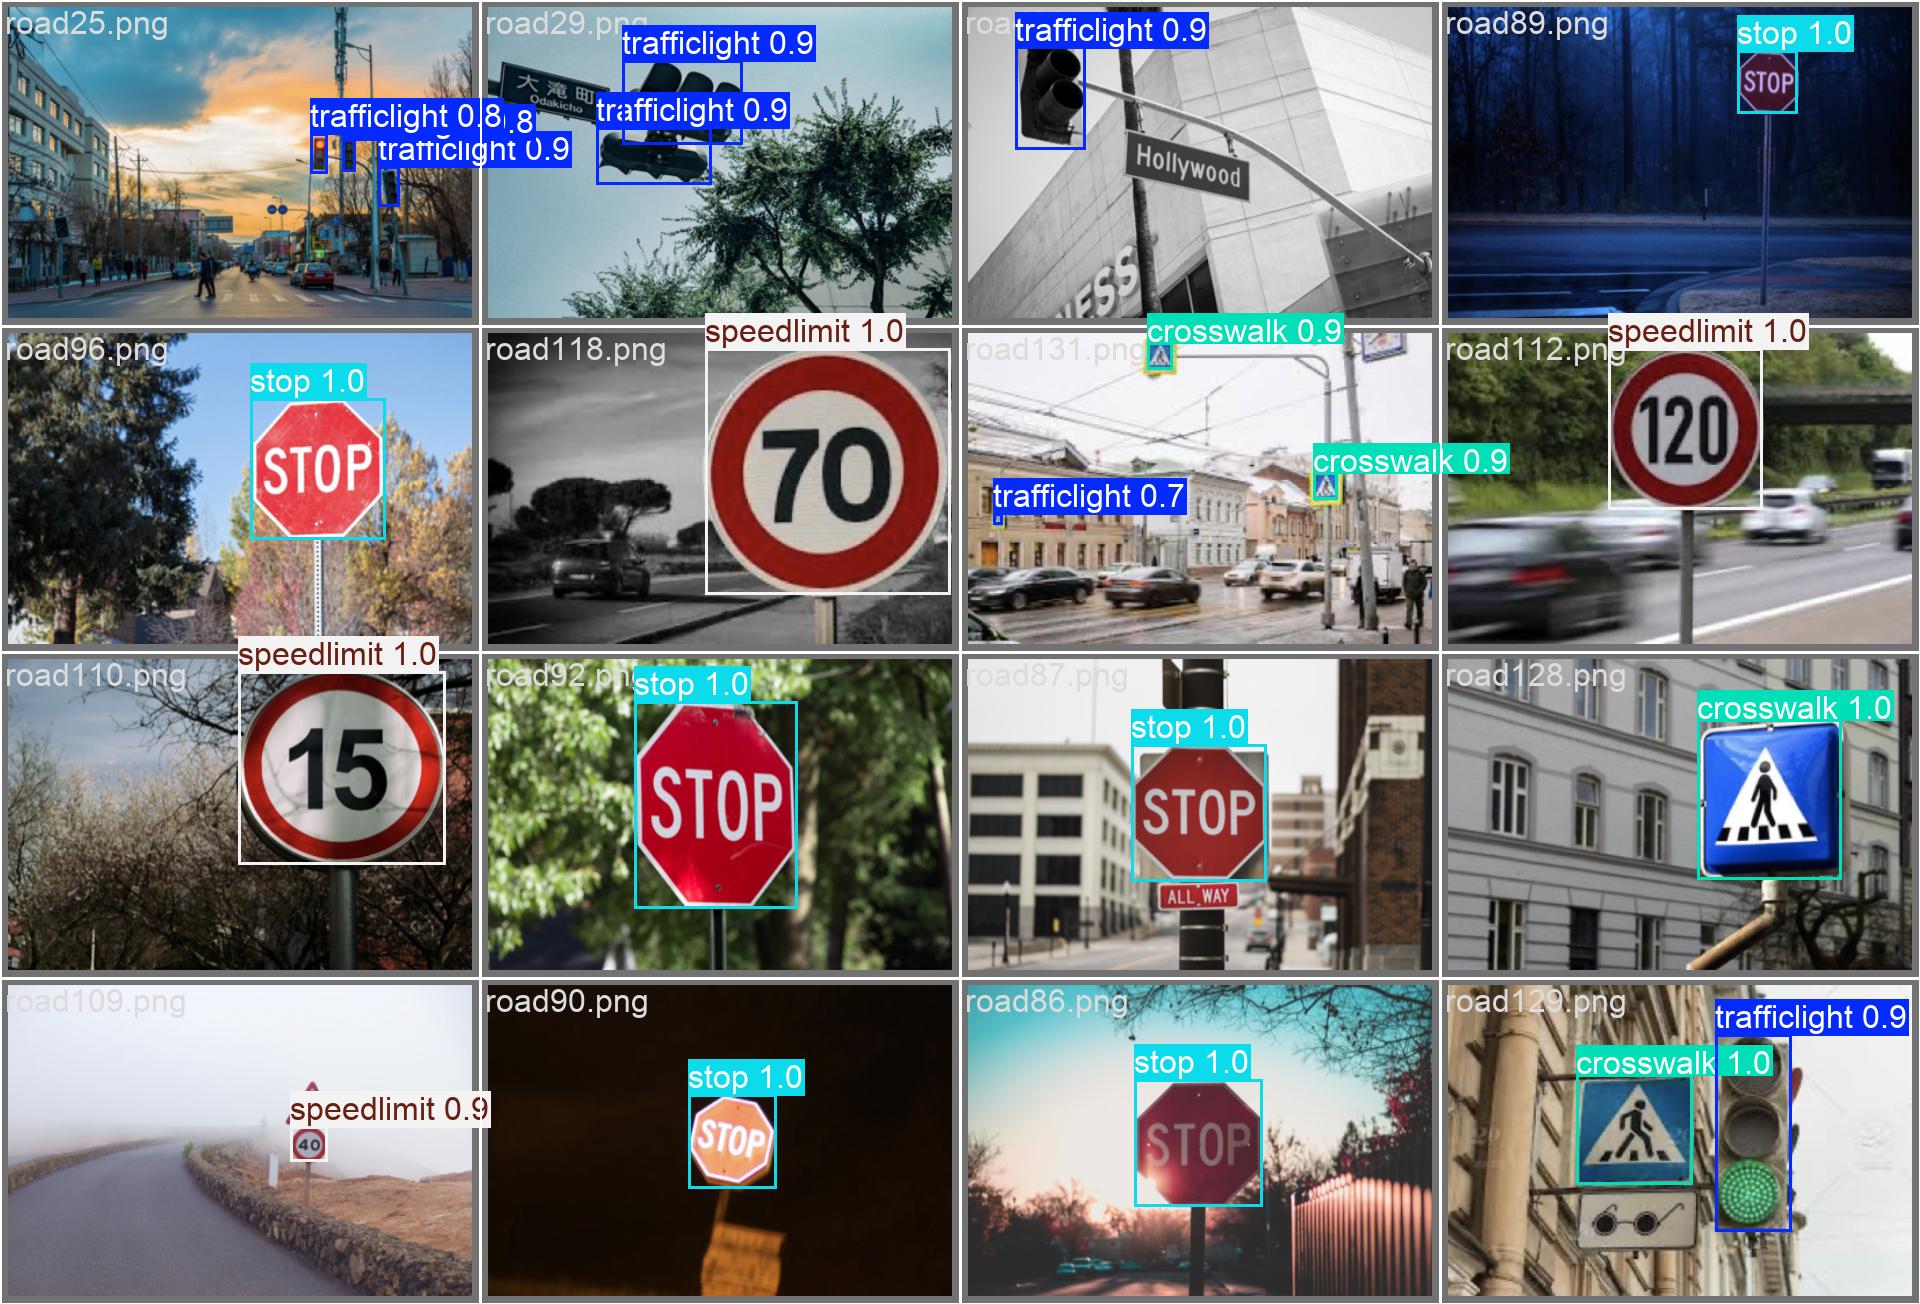 road25.png
trafficlight 0.8
.8
trafficlight 0.9
road29.png
trafficlight 0.9
trafficlight 0.9
大滝町
Odakicho
trafficlight 0.9
Hollywood
NESS
road89.png
stop 1.0
STOP
road96.png
stop 1.0
STOP
road118.png
speedlimit 1.0
70
road131.png
crosswalk 0.9
crosswalk 0.9
trafficlight 0.7
road112.png
speedlimit 1.0
120
road110.png
speedlimit 1.0
15
road92.png
stop 1.0
STOP
road87.png
stop 1.0
STOP
ALL WAY
road128.png
crosswalk 1.0
road109.png
speedlimit 0.9
40
road90.png
stop 1.0
STOP
road86.png
stop 1.0
STOP
road129.png
trafficlight 0.9
crosswalk 1.0